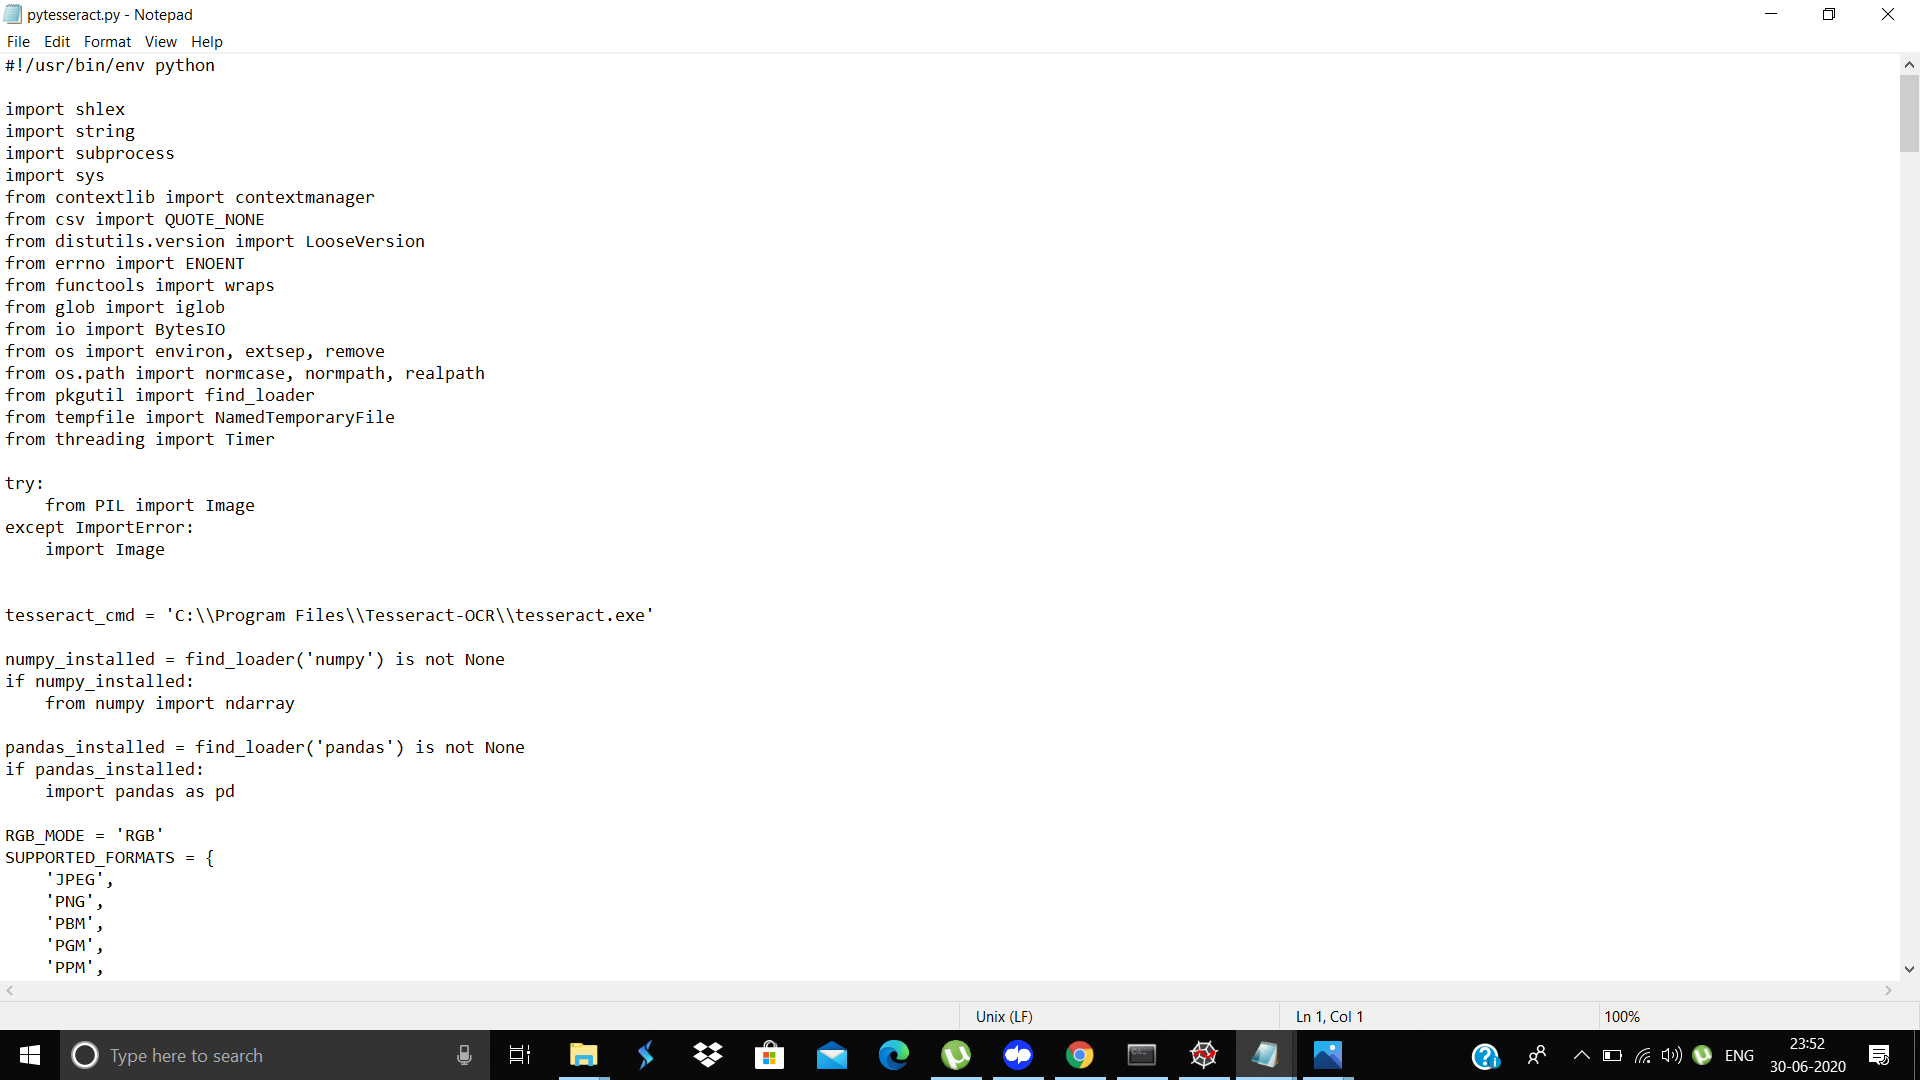 pytesseract.py - Notepad
File Edit Format View Help
#!/usr/bin/env python

import shlex
import string
import subprocess
import sys
from contextlib import contextmanager
from csv import QUOTE_NONE
from distutils.version import LooseVersion
from errno import ENOENT
from functools import wraps
from glob import iglob
from io import BytesIO
from os import environ, extsep, remove
from os.path import normcase, normpath, realpath
from pkgutil import find_loader
from tempfile import NamedTemporaryFile
from threading import Timer

try:
    from PIL import Image
except ImportError:
    import Image


tesseract_cmd = 'C:\\Program Files\\Tesseract-OCR\\tesseract.exe'

numpy_installed = find_loader('numpy') is not None
if numpy_installed:
    from numpy import ndarray

pandas_installed = find_loader('pandas') is not None
if pandas_installed:
    import pandas as pd

RGB_MODE = 'RGB'
SUPPORTED_FORMATS = {
    'JPEG',
    'PNG',
    'PBM',
    'PGM',
    'PPM',
Unix (LF) Ln 1, Col 1 100%
Type here to search
ENG
23:52
30-06-2020